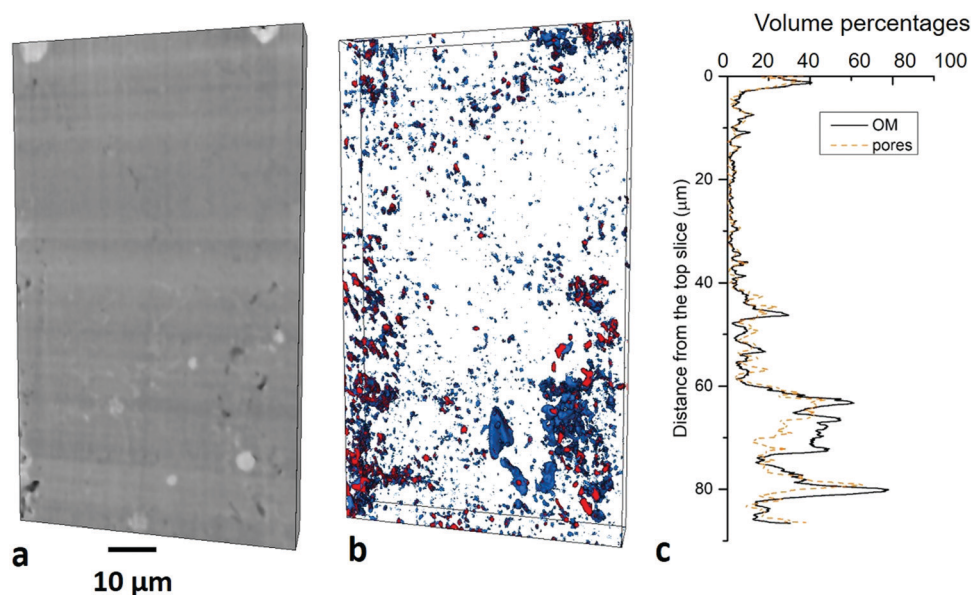 Volume percentages
0 20 40 60 80 100
0
20
40
60
80
Distance from the top slice (µm)
OM
pores
a
b
c
10 µm